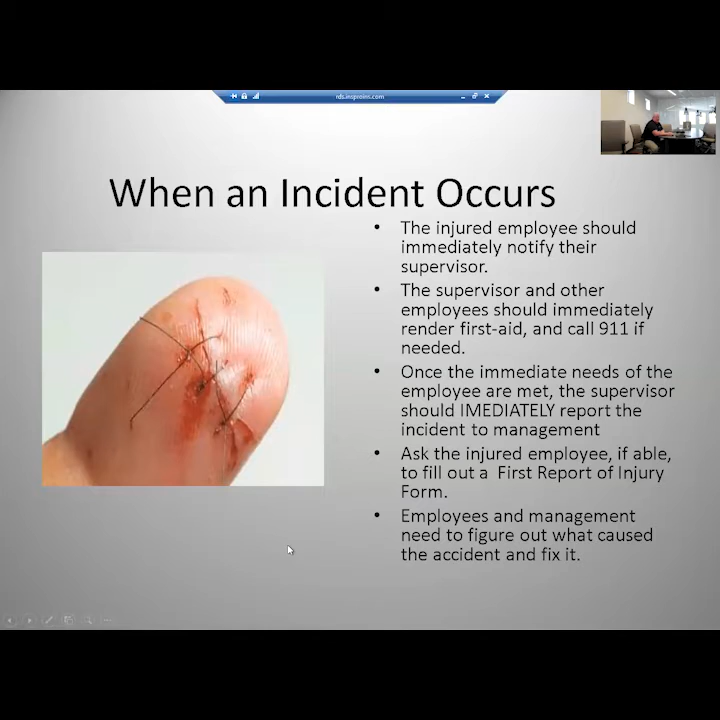 rds.msproins.com
When an Incident Occurs
• The injured employee should
immediately notify their
supervisor.
• The supervisor and other
employees should immediately
render first-aid, and call 911 if
needed.
• Once the immediate needs of the
employee are met, the supervisor
should IMEDIATELY report the
incident to management
• Ask the injured employee, if able,
to fill out a First Report of Injury
Form.
• Employees and management
need to figure out what caused
the accident and fix it.